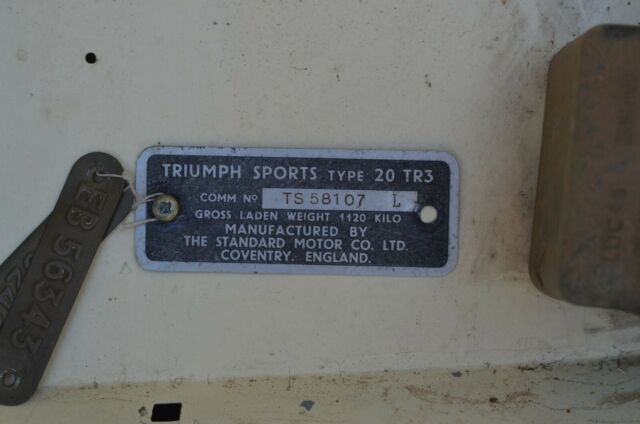 TRIUMPH SPORTS TYPE 20 TR3
COMM Nº TS 58107 L
GROSS LADEN WEIGHT 1120 KILO
MANUFACTURED BY
THE STANDARD MOTOR CO. LTD.
COVENTRY. ENGLAND.
EB 56343